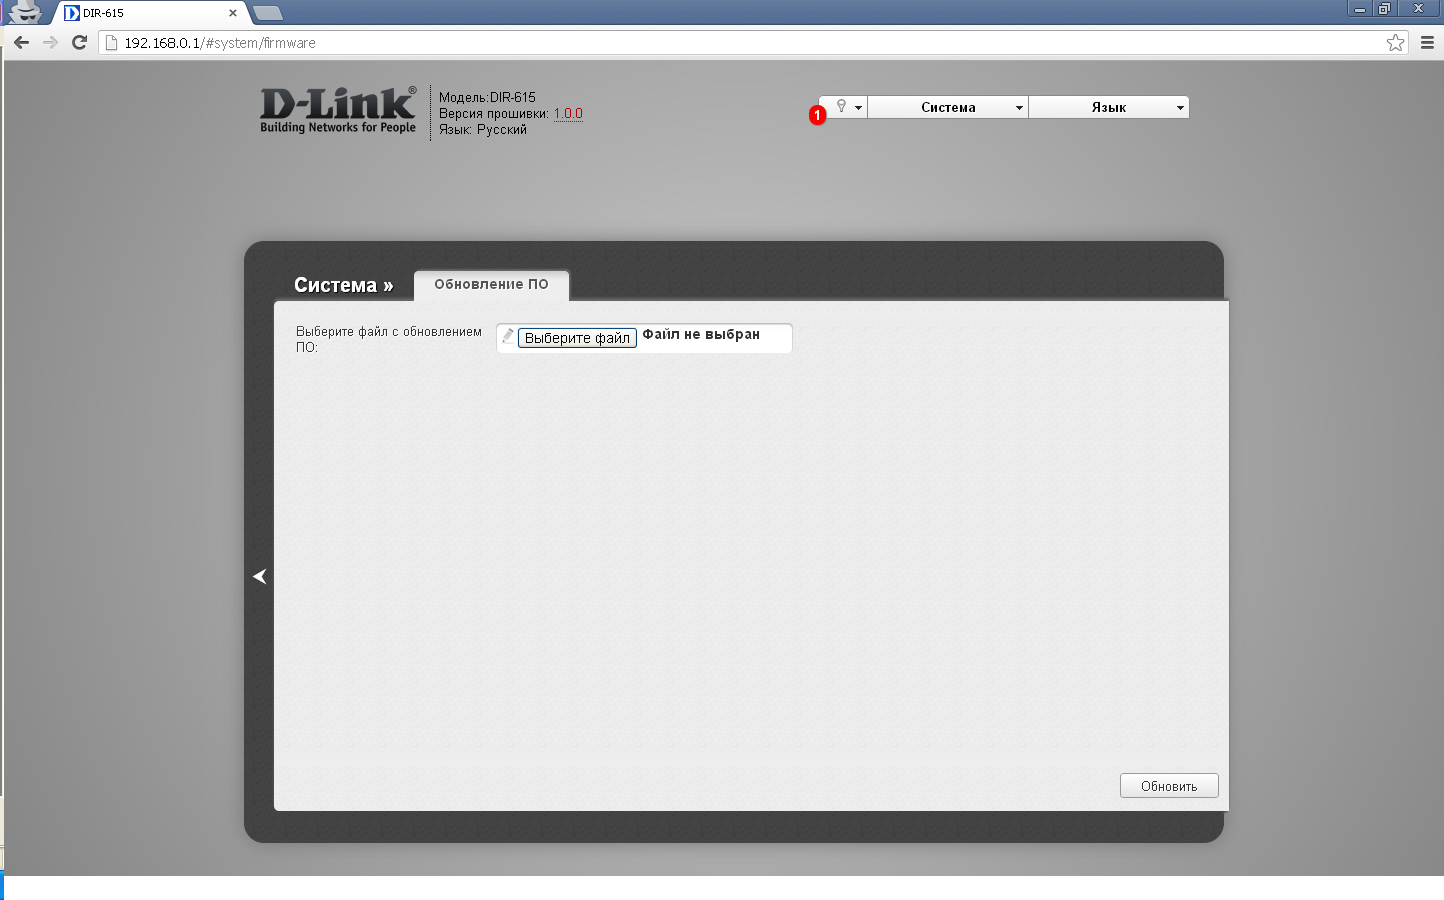 DIR-615
192.168.0.1/#system/firmware
D-Link®
Building Networks for People
Модель:DIR-615
Версия прошивки: 1.0.0
Язык: Русский
1
Система
Язык
Система »
Обновление ПО
Выберите файл с обновлением
ПО:
Выберите файл
Файл не выбран
Обновить